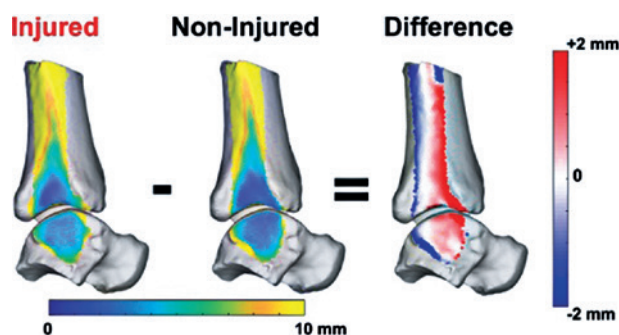 Injured Non-Injured Difference
+2 mm
-
=
0
-2 mm
0 10 mm